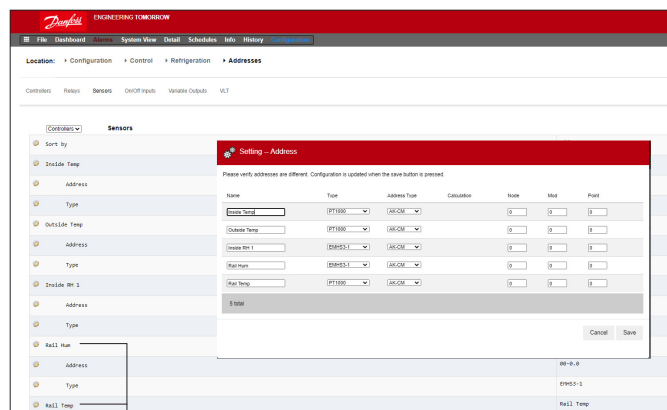 Danfoss ENGINEERING TOMORROW
File Dashboard Alarms System View Detail Schedules Info History Configuration
Location: Configuration Control Refrigeration Addresses
Controllers Relays Sensors On/Off Inputs Variable Outputs VLT
Controllers Sensors
Sort by
Inside Temp
Address
Type
Outside Temp
Address
Type
Inside RH 1
Address
Type
Rail Hum
Address 00-0.0
Type EMHS3-1
Rail Temp Rail Temp
Setting -- Address
Please verify addresses are different. Configuration is updated when the save button is pressed.
Name Type Address Type Calculation Node Mod Point
Inside Temp PT1000 AK-CM 0 0 0
Outside Temp PT1000 AK-CM 0 0 0
Inside RH 1 EMHS3-1 AK-CM 0 0 0
Rail Hum EMHS3-1 AK-CM 0 0 0
Rail Temp PT1000 AK-CM 0 0 0
5 total
Cancel Save